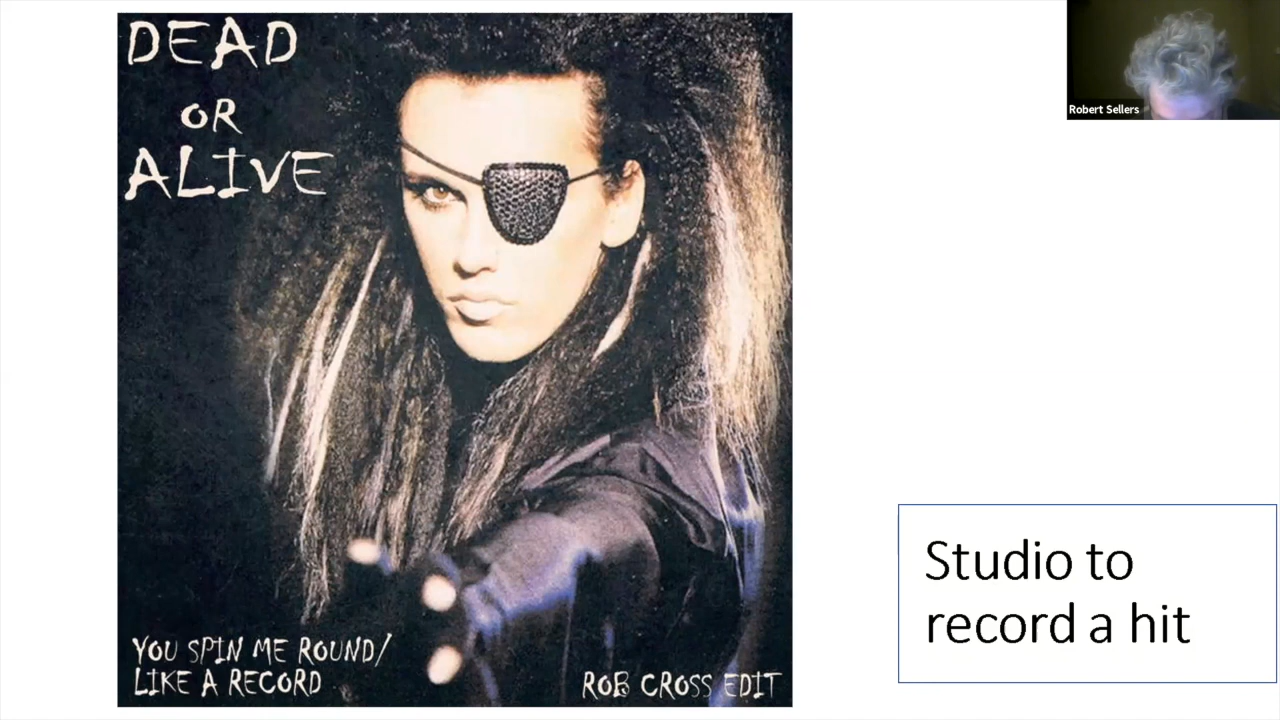 DEAD
OR
ALIVE
YOU SPIN ME ROUND/
LIKE A RECORD
ROB CROSS EDIT
Robert Sellers
Studio to
record a hit